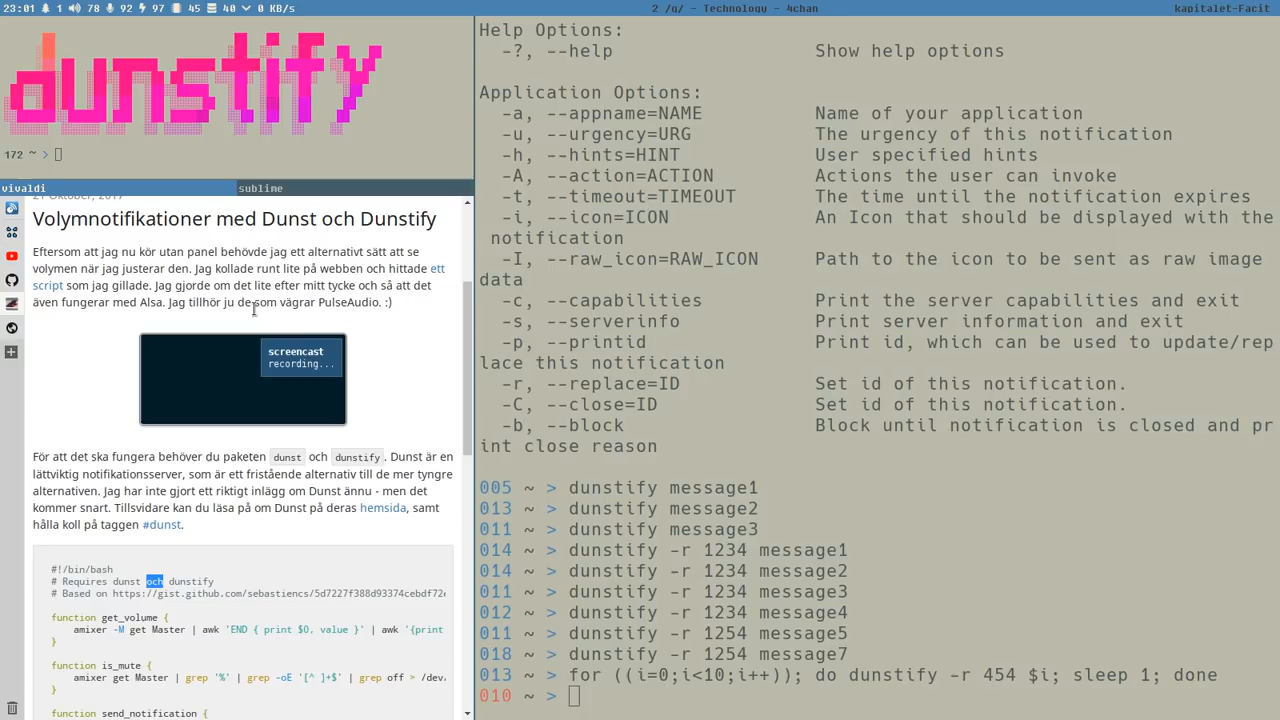 23:01 1 78 92 97 45 40 0 KB/s
2 /g/ - Technology - 4chan
kapitalet-Facit
dunstify
172 ~ >
vivaldi
sublime
21 Oktober, 2017
Volymnotifikationer med Dunst och Dunstify
Eftersom att jag nu kör utan panel behövde jag ett alternativt sätt att se
volymen när jag justerar den. Jag kollade runt lite på webben och hittade ett
script som jag gillade. Jag gjorde om det lite efter mitt tycke och så att det
även fungerar med Alsa. Jag tillhör ju de som vägrar PulseAudio. :)
screencast
recording...
För att det ska fungera behöver du paketen dunst och dunstify. Dunst är en
lättviktig notifikationsserver, som är ett fristående alternativ till de mer tyngre
alternativen. Jag har inte gjort ett riktigt inlägg om Dunst ännu - men det
kommer snart. Tillsvidare kan du läsa på om Dunst på deras hemsida, samt
hålla koll på taggen #dunst.
#!/bin/bash
# Requires dunst och dunstify
# Based on https://gist.github.com/sebastiencs/5d7227f388d93374cebdf72e
function get_volume {
amixer -M get Master | awk 'END { print $0, value }' | awk '{print
}
function is_mute {
amixer get Master | grep '%' | grep -oE '[^ ]+$' | grep off > /dev/
}
function send_notification {
Help Options:
-?, --help Show help options
Application Options:
-a, --appname=NAME Name of your application
-u, --urgency=URG The urgency of this notification
-h, --hints=HINT User specified hints
-A, --action=ACTION Actions the user can invoke
-t, --timeout=TIMEOUT The time until the notification expires
-i, --icon=ICON An Icon that should be displayed with the
notification
-I, --raw_icon=RAW_ICON Path to the icon to be sent as raw image
data
-c, --capabilities Print the server capabilities and exit
-s, --serverinfo Print server information and exit
-p, --printid Print id, which can be used to update/rep
lace this notification
-r, --replace=ID Set id of this notification.
-C, --close=ID Set id of this notification.
-b, --block Block until notification is closed and pr
int close reason
005 ~ > dunstify message1
013 ~ > dunstify message2
011 ~ > dunstify message3
014 ~ > dunstify -r 1234 message1
014 ~ > dunstify -r 1234 message2
011 ~ > dunstify -r 1234 message3
012 ~ > dunstify -r 1234 message4
011 ~ > dunstify -r 1254 message5
018 ~ > dunstify -r 1254 message7
013 ~ > for ((i=0;i<10;i++)); do dunstify -r 454 $i; sleep 1; done
010 ~ >